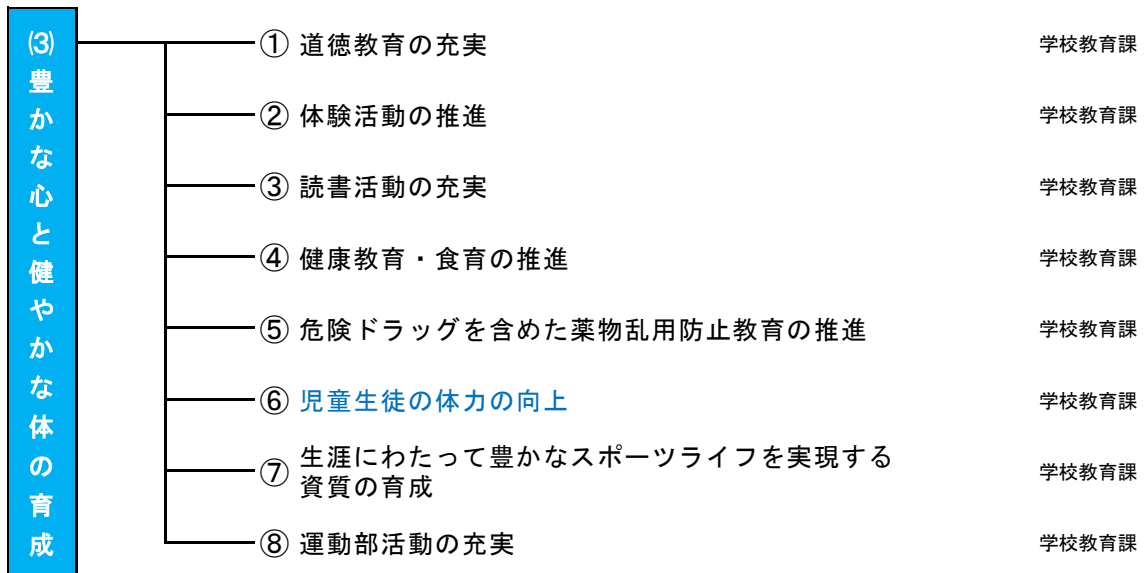 ⑶豊かな心と健やかな体の育成
① 道徳教育の充実 学校教育課
② 体験活動の推進 学校教育課
③ 読書活動の充実 学校教育課
④ 健康教育・食育の推進 学校教育課
⑤ 危険ドラッグを含めた薬物乱用防止教育の推進 学校教育課
⑥ 児童生徒の体力の向上 学校教育課
⑦ 生涯にわたって豊かなスポーツライフを実現する
資質の育成 学校教育課
⑧ 運動部活動の充実 学校教育課